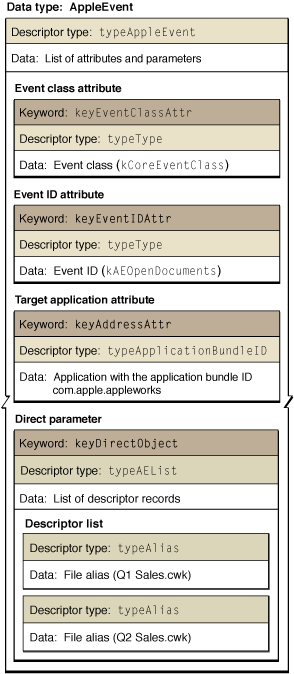 Data type: AppleEvent
Descriptor type: typeAppleEvent
Data: List of attributes and parameters
Event class attribute
Keyword: keyEventClassAttr
Descriptor type: typeType
Data: Event class (kCoreEventClass)
Event ID attribute
Keyword: keyEventIDAttr
Descriptor type: typeType
Data: Event ID (kAEOpenDocuments)
Target application attribute
Keyword: keyAddressAttr
Descriptor type: typeApplicationBundleID
Data: Application with the application bundle ID
com.apple.appleworks
Direct parameter
Keyword: keyDirectObject
Descriptor type: typeAEList
Data: List of descriptor records
Descriptor list
Descriptor type: typeAlias
Data: File alias (Q1 Sales.cwk)
Descriptor type: typeAlias
Data: File alias (Q2 Sales.cwk)